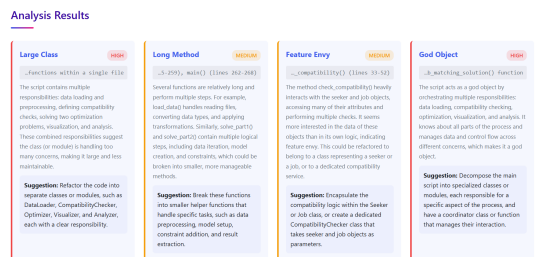 Analysis Results
Large Class
HIGH
…Functions within a single file
The script contains multiple
responsibilities: data loading and
preprocessing, defining compatibility
checks, solving two optimization
problems, visualization, and analysis.
These combined responsibilities suggest
the class (or module) is handling too
many concerns, making it large and less
maintainable.
Suggestion: Refactor the code into
separate classes or modules, such as
DataLoader, CompatibilityChecker,
Optimizer, Visualizer, and Analyzer,
each with a clear responsibility.
Long Method
MEDIUM
…5-259), main() (lines 262-268)
Several functions are relatively long and
perform multiple steps. For example,
load_data() handles reading files,
converting data types, and applying
transformations. Similarly, solve_part1()
and solve_part2() contain multiple logical
steps, including data iteration, model
creation, and constraints, which could be
broken into smaller, more manageable
methods.
Suggestion: Break these functions
into smaller helper functions that
handle specific tasks, such as data
preprocessing, model setup,
constraint addition, and result
extraction.
Feature Envy
MEDIUM
…_compatibility() (lines 33-52)
The method check_compatibility() heavily
interacts with the seeker and job objects,
accessing many of their attributes and
performing multiple checks. It seems
more interested in the data of these
objects than in its own logic, indicating
feature envy. This could be refactored to
belong to a class representing a seeker or
a job, or to a dedicated compatibility
service.
Suggestion: Encapsulate the
compatibility logic within the Seeker
or Job class, or create a dedicated
CompatibilityChecker class that
takes seeker and job objects as
parameters.
God Object
HIGH
…b_matching_solution() function
The script acts as a god object by
orchestrating multiple responsibilities:
data loading, compatibility checking,
optimization, visualization, and analysis. It
knows about all parts of the process and
manages data and control flow across
different concerns, which makes it a god
object.
Suggestion: Decompose the main
script into specialized classes or
modules, each responsible for a
specific aspect of the process, and
have a coordinator class or function
that manages their interaction.